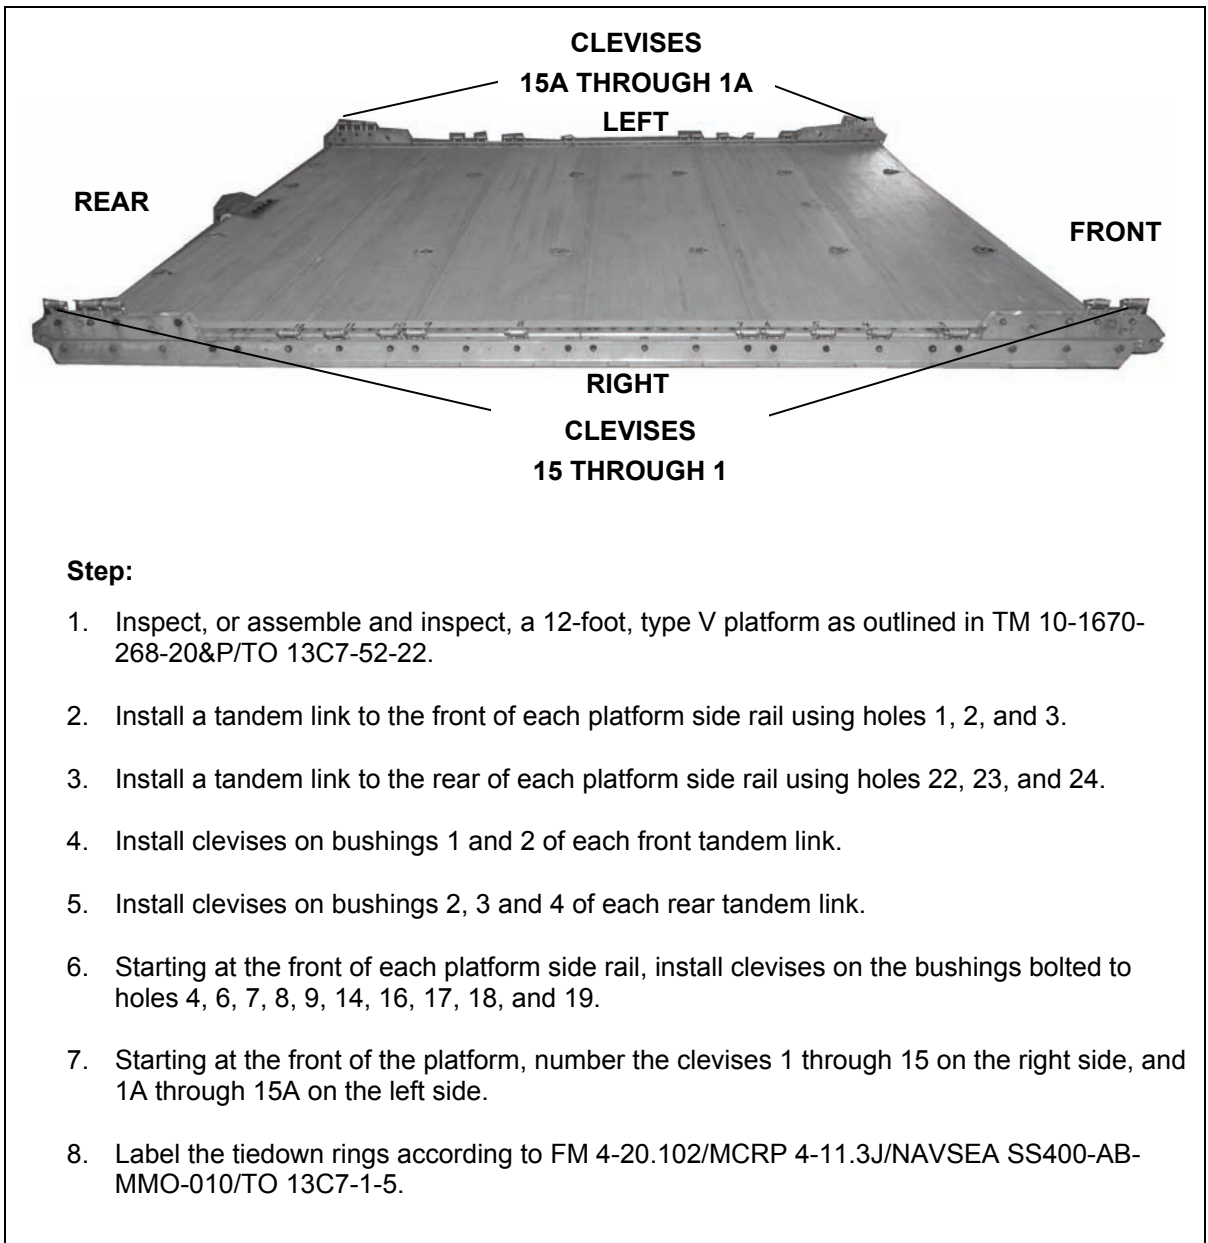 CLEVISES
15A THROUGH 1A
LEFT
REAR
FRONT
RIGHT
CLEVISES
15 THROUGH 1
Step:
1. Inspect, or assemble and inspect, a 12-foot, type V platform as outlined in TM 10-1670-
268-20&P/TO 13C7-52-22.
2. Install a tandem link to the front of each platform side rail using holes 1, 2, and 3.
3. Install a tandem link to the rear of each platform side rail using holes 22, 23, and 24.
4. Install clevises on bushings 1 and 2 of each front tandem link.
5. Install clevises on bushings 2, 3 and 4 of each rear tandem link.
6. Starting at the front of each platform side rail, install clevises on the bushings bolted to
holes 4, 6, 7, 8, 9, 14, 16, 17, 18, and 19.
7. Starting at the front of the platform, number the clevises 1 through 15 on the right side, and
1A through 15A on the left side.
8. Label the tiedown rings according to FM 4-20.102/MCRP 4-11.3J/NAVSEA SS400-AB-
MMO-010/TO 13C7-1-5.